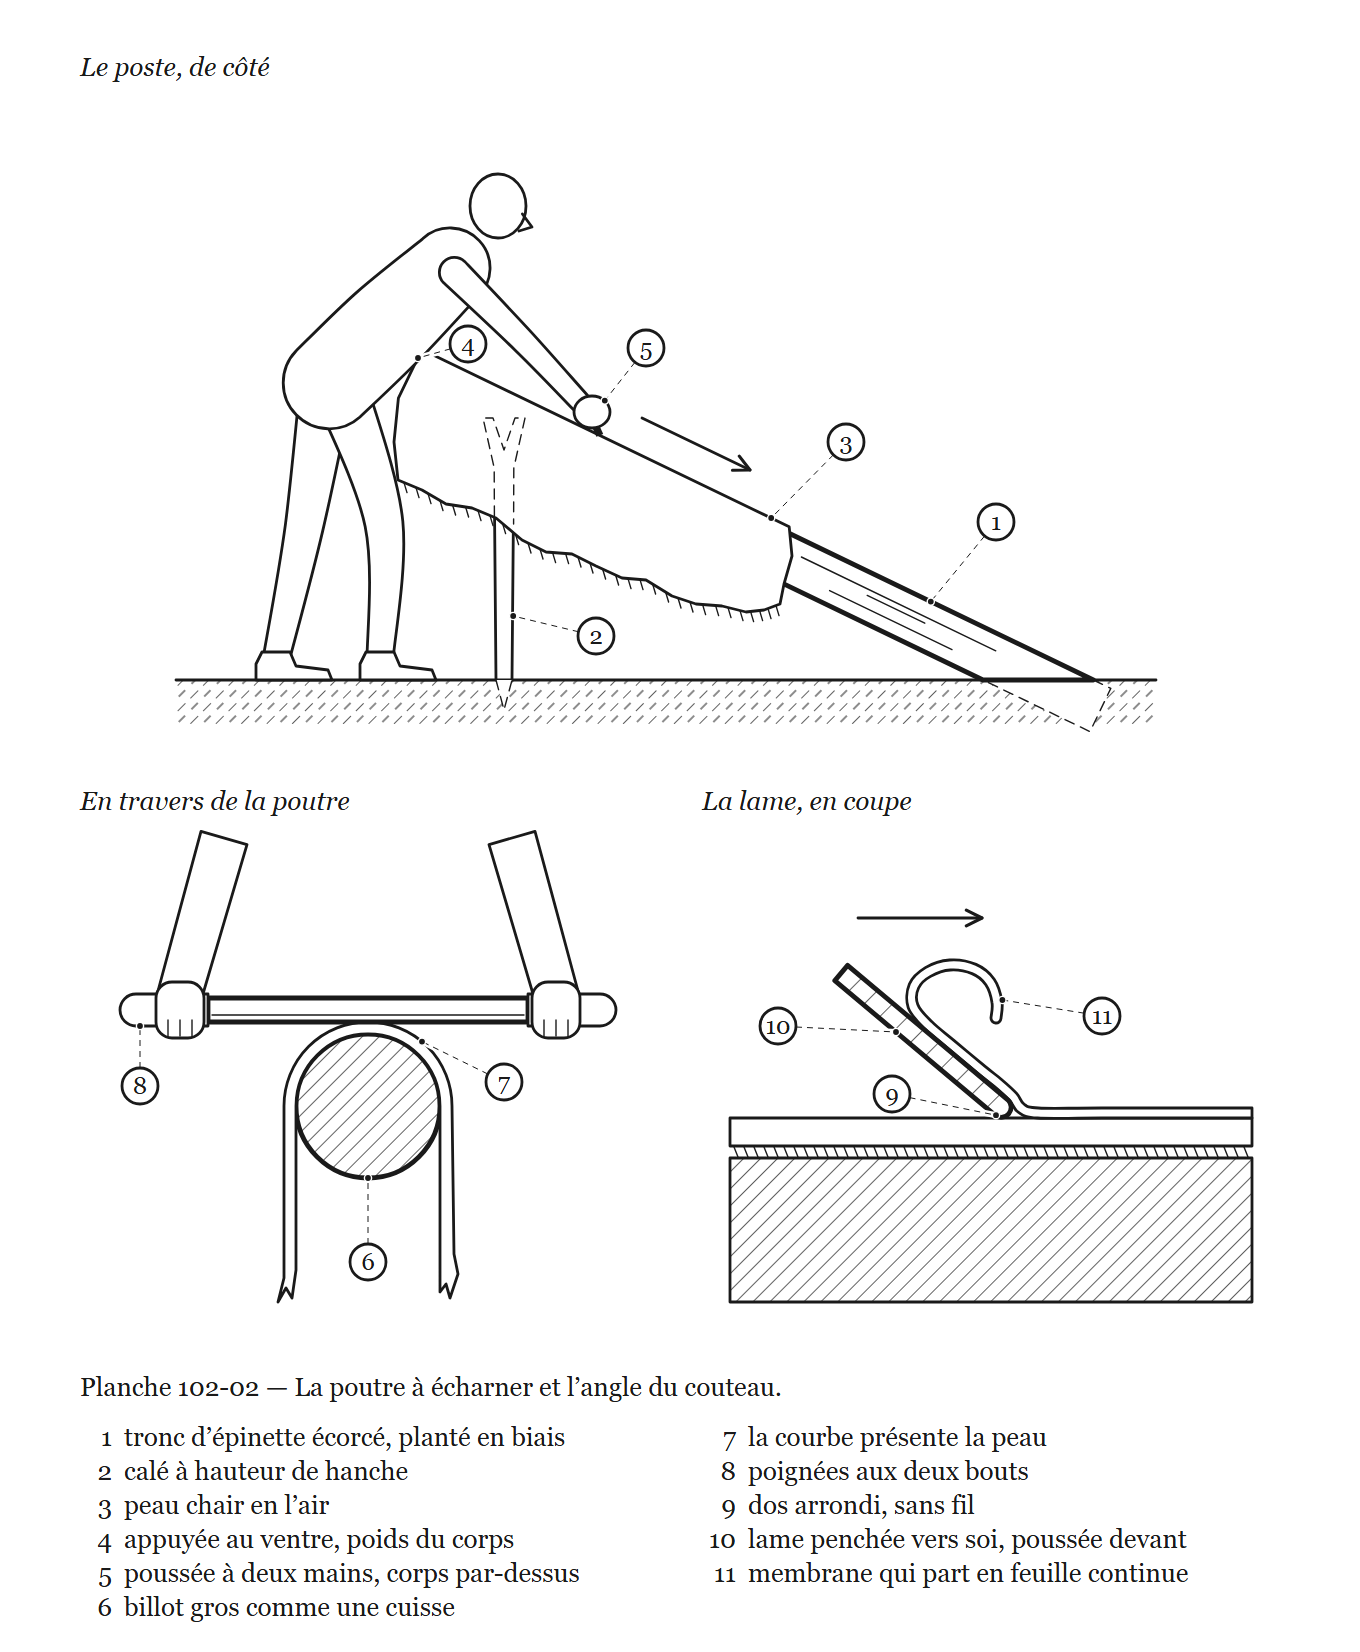 Le poste, de côté
4
5
3
1
2
En travers de la poutre
La lame, en coupe
8
7
6
10
11
9
Planche 102-02 — La poutre à écharner et l’angle du couteau.
1 tronc d’épinette écorcé, planté en biais
2 calé à hauteur de hanche
3 peau chair en l’air
4 appuyée au ventre, poids du corps
5 poussée à deux mains, corps par-dessus
6 billot gros comme une cuisse
7 la courbe présente la peau
8 poignées aux deux bouts
9 dos arrondi, sans fil
10 lame penchée vers soi, poussée devant
11 membrane qui part en feuille continue